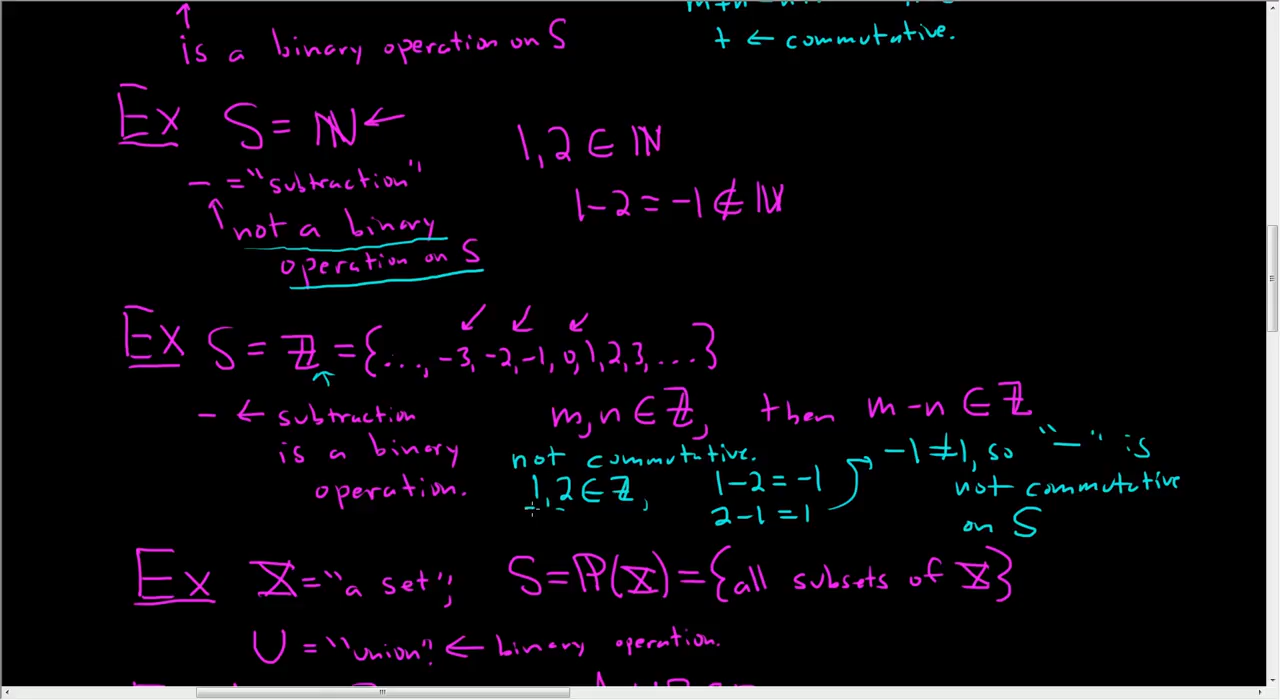 is a binary operation on S
+ ← commutative.
Ex S = ℕ ←
1, 2 ∈ ℕ
− = "subtraction"
1 − 2 = −1 ∉ ℕ
not a binary
operation on S
Ex S = ℤ = {..., −3, −2, −1, 0, 1, 2, 3, ...}
− ← subtraction
is a binary
operation.
m, n ∈ ℤ, then m − n ∈ ℤ
not commutative.
1, 2 ∈ ℤ,
1 − 2 = −1
2 − 1 = 1
−1 ≠ 1, so "−" is
not commutative
on S
Ex X = "a set"; S = ℙ(X) = {all subsets of X}
∪ = "union". ← binary operation.